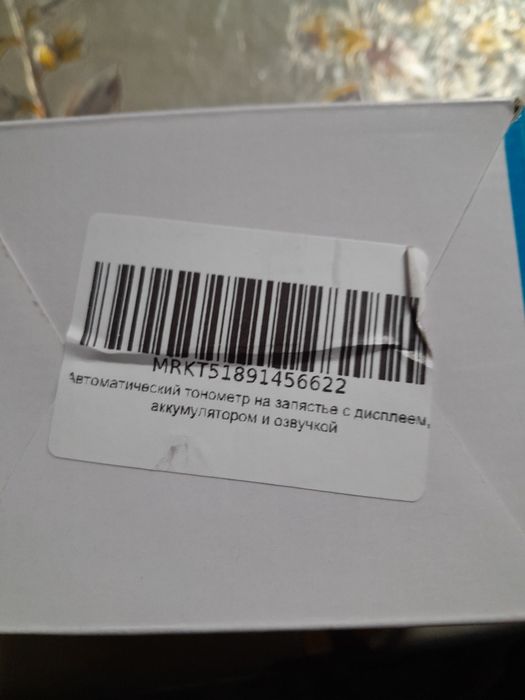 MRKT51891456622
Автоматический тонометр на запястье с дисплеем,
аккумулятором и озвучкой